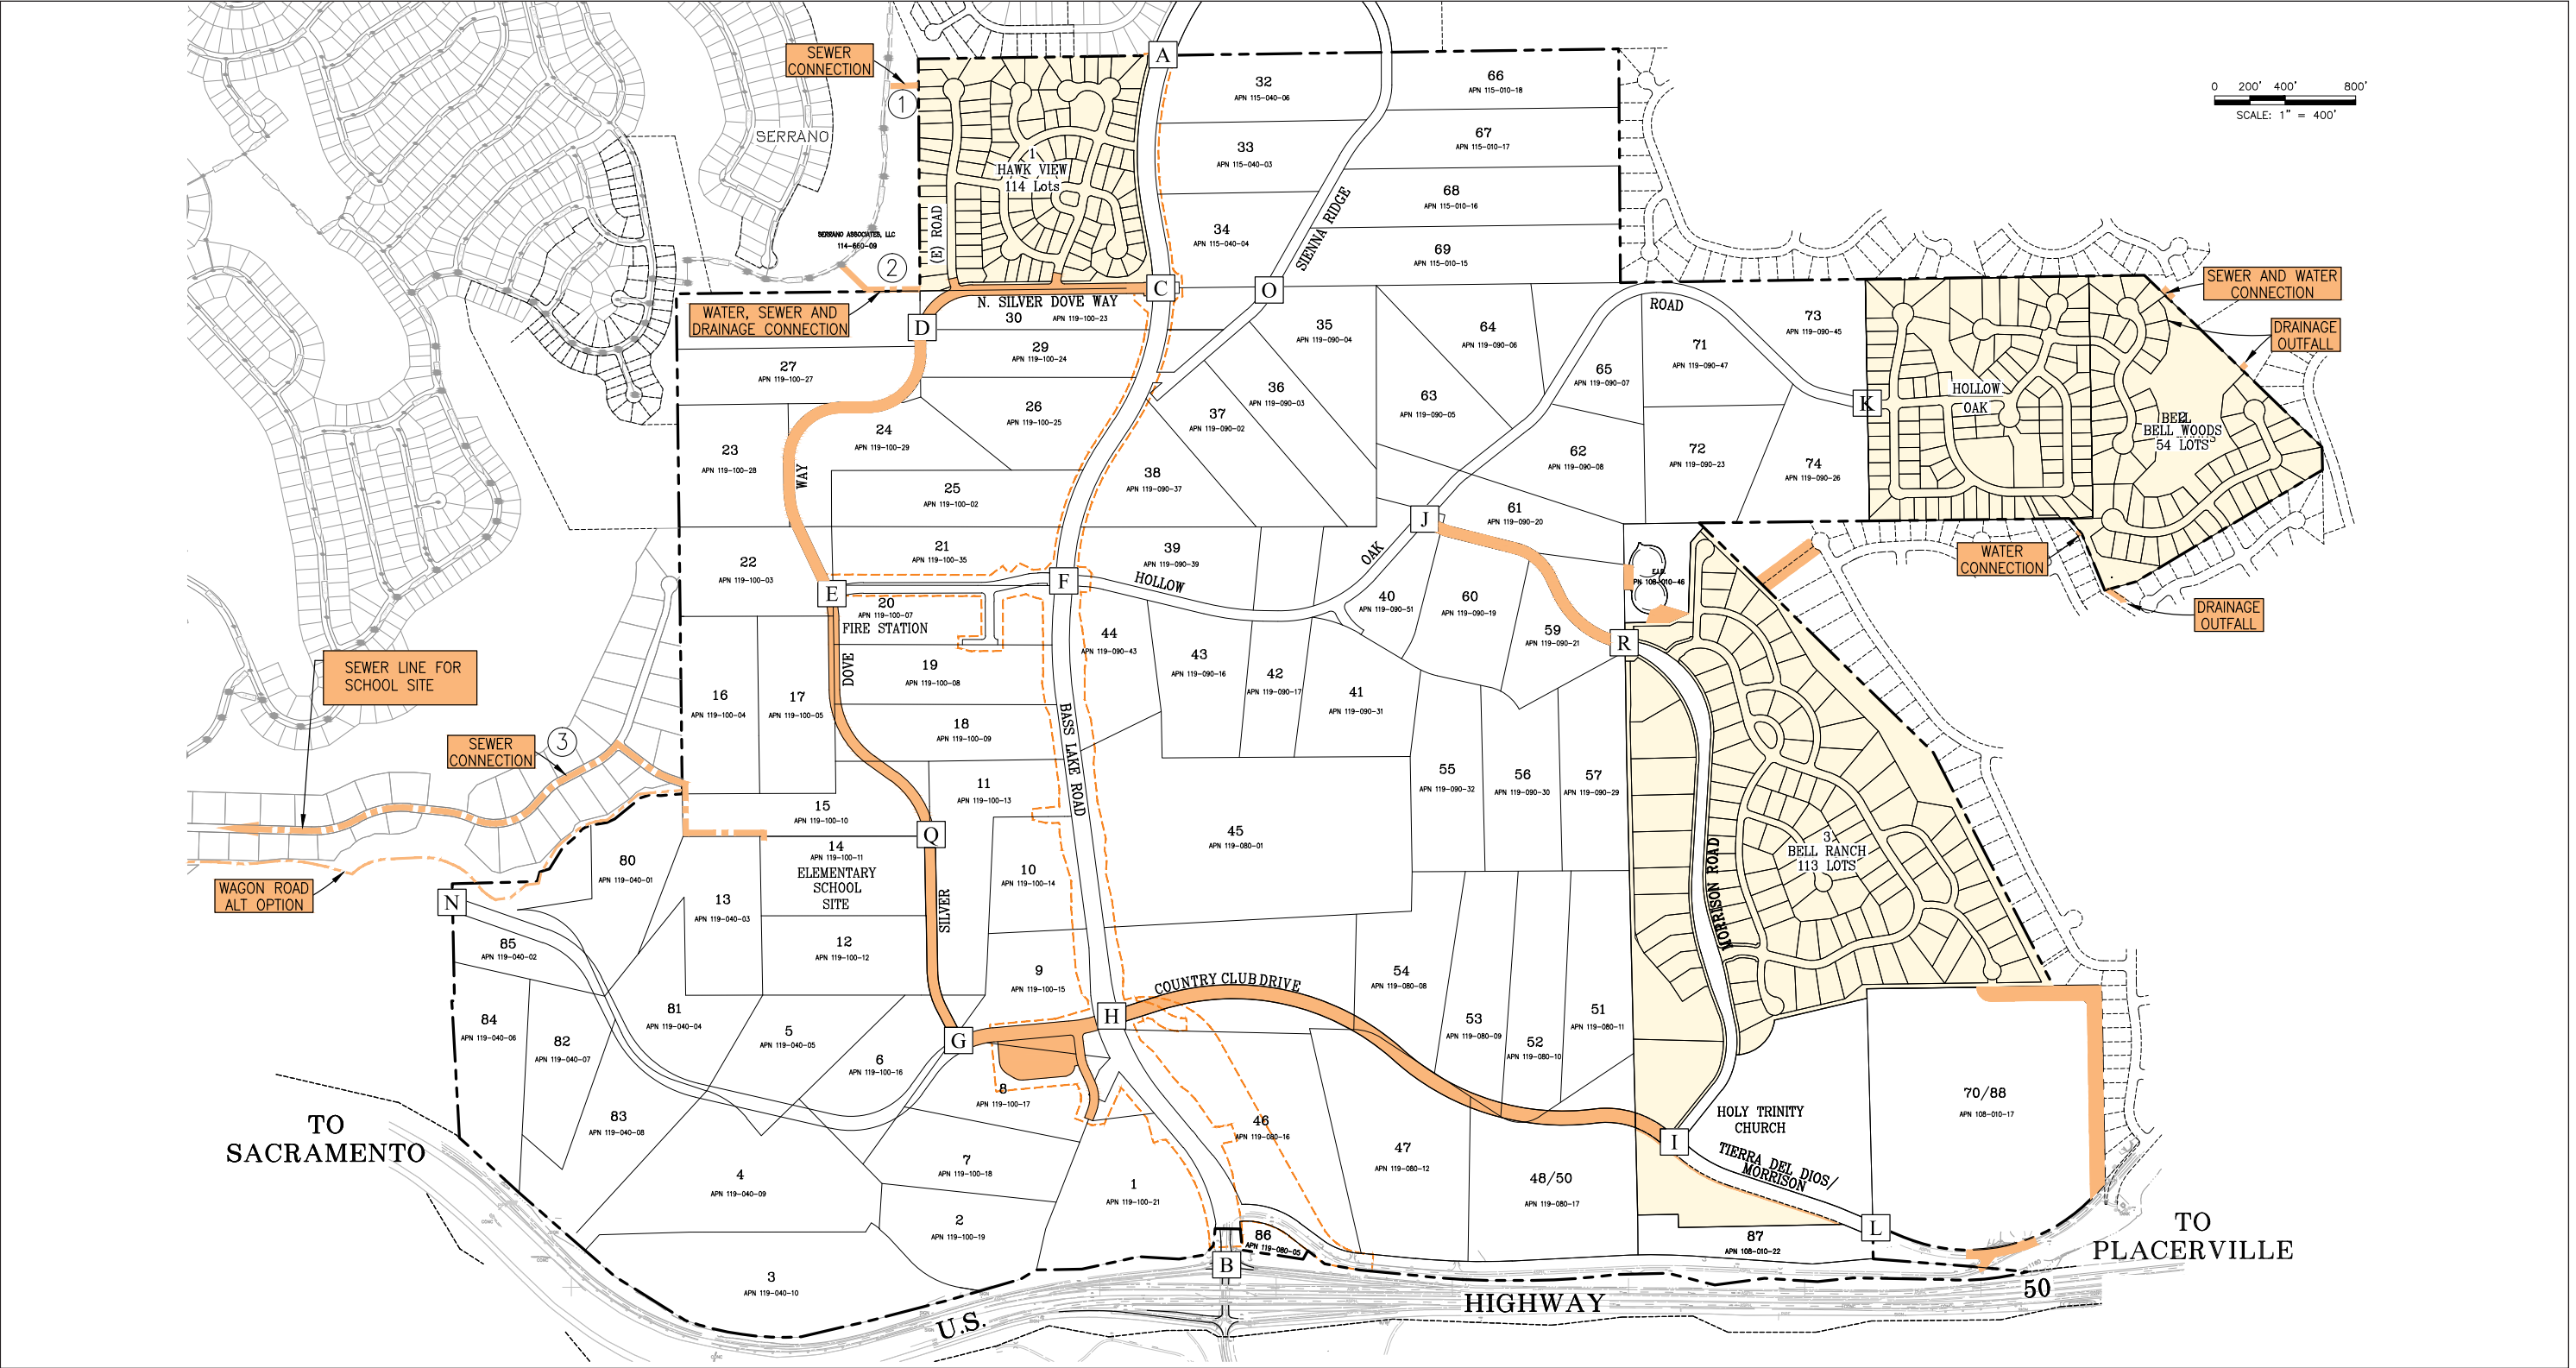 SEWER
CONNECTION
1
SERRANO
SERRANO ASSOCIATES, LLC
114-660-09
2
WATER, SEWER AND
DRAINAGE CONNECTION
(E) ROAD
1
HAWK VIEW
114 Lots
A
C
D
N. SILVER DOVE WAY
O
SIENNA RIDGE
0 200' 400' 800'
SCALE: 1" = 400'
32
APN 115-040-06
66
APN 115-010-18
33
APN 115-040-03
67
APN 115-010-17
68
APN 115-010-16
34
APN 115-040-04
69
APN 115-010-15
30
APN 119-100-23
29
APN 119-100-24
27
APN 119-100-27
26
APN 119-100-25
24
APN 119-100-29
23
APN 119-100-28
WAY
25
APN 119-100-02
35
APN 119-090-04
36
APN 119-090-03
37
APN 119-090-02
38
APN 119-090-37
64
APN 119-090-06
63
APN 119-090-05
65
APN 119-090-07
62
APN 119-090-08
ROAD
71
APN 119-090-47
73
APN 119-090-45
72
APN 119-090-23
74
APN 119-090-26
K
HOLLOW
OAK
BELL WOODS
54 LOTS
SEWER AND WATER
CONNECTION
DRAINAGE
OUTFALL
WATER
CONNECTION
DRAINAGE
OUTFALL
J
61
APN 119-090-20
22
APN 119-100-03
21
APN 119-100-35
E
F
20
APN 119-100-07
FIRE STATION
39
APN 119-090-39
HOLLOW
OAK
40
APN 119-090-51
60
APN 119-090-19
59
APN 119-090-21
R
44
APN 119-090-43
43
APN 119-090-16
42
APN 119-090-17
41
APN 119-090-31
19
APN 119-100-08
DOVE
16
APN 119-100-04
17
APN 119-100-05
18
APN 119-100-09
BASS LAKE ROAD
SEWER LINE FOR
SCHOOL SITE
SEWER
CONNECTION
3
11
APN 119-100-13
55
APN 119-090-32
56
APN 119-090-30
57
APN 119-090-29
15
APN 119-100-10
Q
45
APN 119-080-01
14
APN 119-100-11
ELEMENTARY
SCHOOL
SITE
10
APN 119-100-14
MORRISON ROAD
3
BELL RANCH
113 LOTS
80
APN 119-040-01
WAGON ROAD
ALT OPTION
N
13
APN 119-040-03
SILVER
12
APN 119-100-12
85
APN 119-040-02
9
APN 119-100-15
COUNTRY CLUB DRIVE
54
APN 119-080-08
H
G
84
APN 119-040-06
82
APN 119-040-07
81
APN 119-040-04
5
APN 119-040-05
6
APN 119-100-16
8
APN 119-100-17
53
APN 119-080-09
52
APN 119-080-10
51
APN 119-080-11
70/88
APN 108-010-17
TO
SACRAMENTO
83
APN 119-040-08
46
APN 119-080-16
47
APN 119-080-12
48/50
APN 119-080-17
I
HOLY TRINITY
CHURCH
TIERRA DEL DIOS/
MORRISON
L
4
APN 119-040-09
7
APN 119-100-18
1
APN 119-100-21
2
APN 119-100-19
3
APN 119-040-10
86
APN 119-080-05
B
87
APN 108-010-22
TO
PLACERVILLE
U.S.
HIGHWAY
50